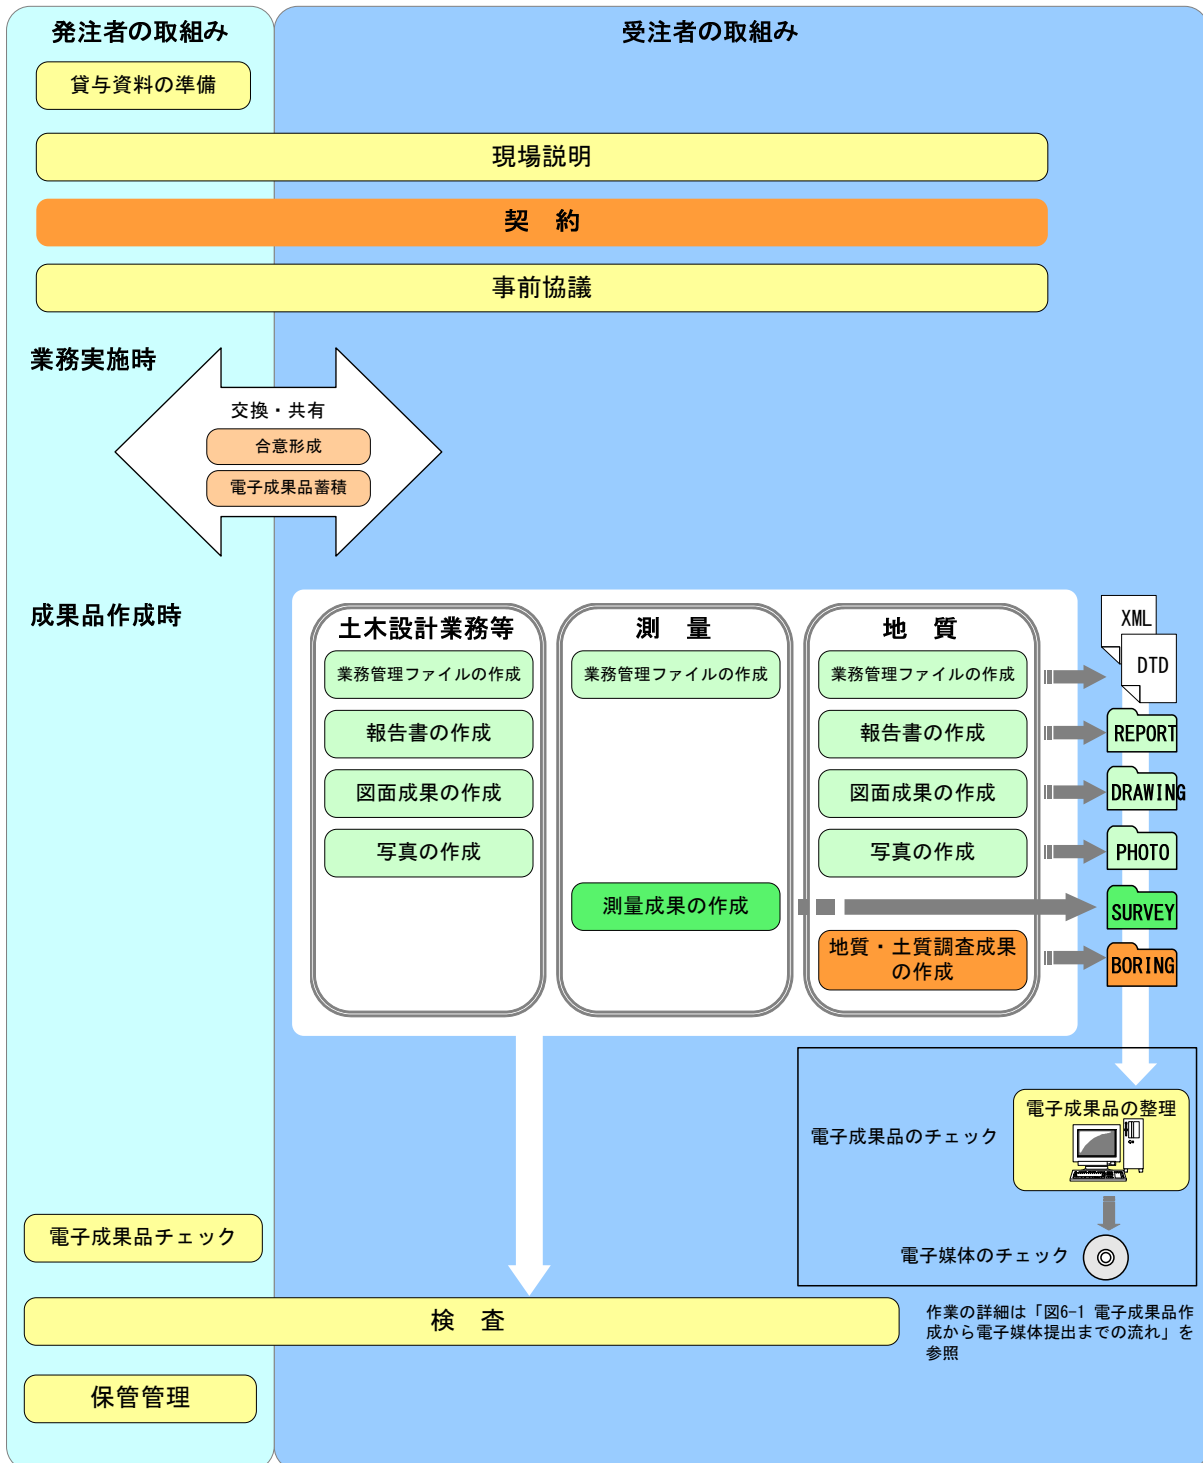 発注者の取組み
受注者の取組み
貸与資料の準備
現場説明
契　約
事前協議
業務実施時
交換・共有
合意形成
電子成果品蓄積
成果品作成時
土木設計業務等
業務管理ファイルの作成
報告書の作成
図面成果の作成
写真の作成
測　量
業務管理ファイルの作成
測量成果の作成
地　質
業務管理ファイルの作成
報告書の作成
図面成果の作成
写真の作成
地質・土質調査成果
の作成
XML
DTD
REPORT
DRAWING
PHOTO
SURVEY
BORING
電子成果品の整理
電子成果品のチェック
電子媒体のチェック
電子成果品チェック
検　査
作業の詳細は「図6-1 電子成果品作
成から電子媒体提出までの流れ」を
参照
保管管理